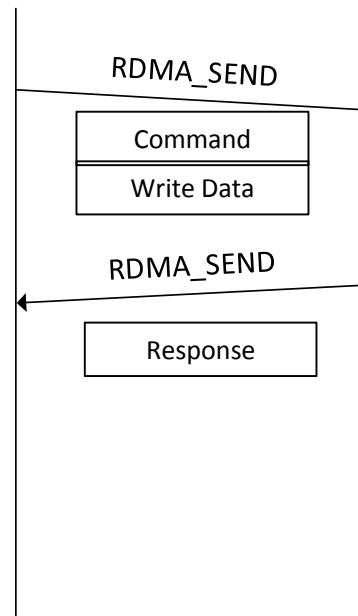 RDMA_SEND
Command
Write Data
RDMA_SEND
Response